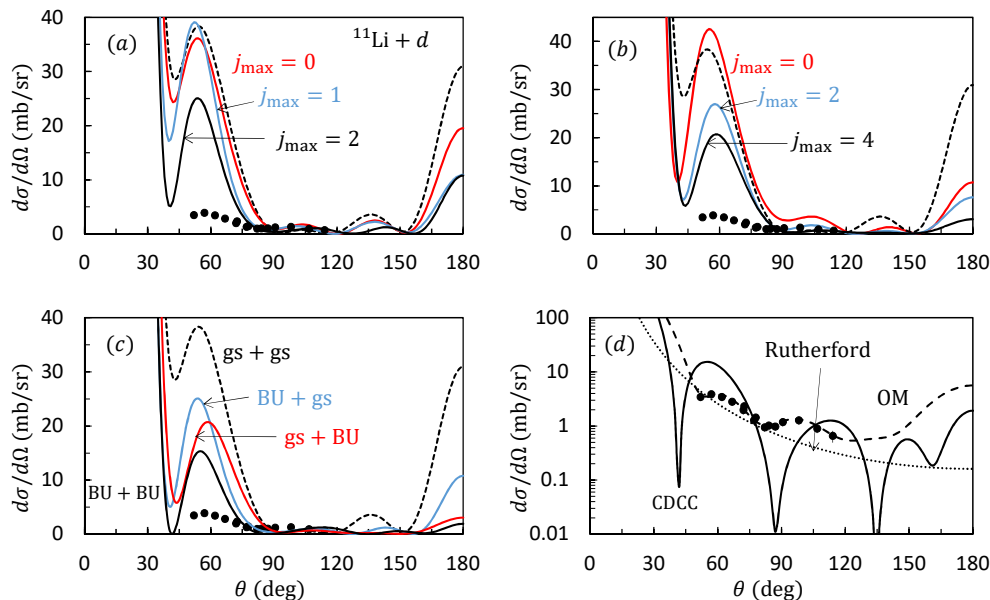 40
30
20
10
0
dσ/dΩ (mb/sr)
(a)
¹¹Li + d
j_max = 0
j_max = 1
j_max = 2
0 30 60 90 120 150 180
40
30
20
10
0
dσ/dΩ (mb/sr)
(b)
j_max = 0
j_max = 2
j_max = 4
0 30 60 90 120 150 180
40
30
20
10
0
dσ/dΩ (mb/sr)
(c)
gs + gs
BU + gs
gs + BU
BU + BU
0 30 60 90 120 150 180
θ (deg)
100
10
1
0.1
0.01
dσ/dΩ (mb/sr)
(d)
Rutherford
OM
CDCC
0 30 60 90 120 150 180
θ (deg)